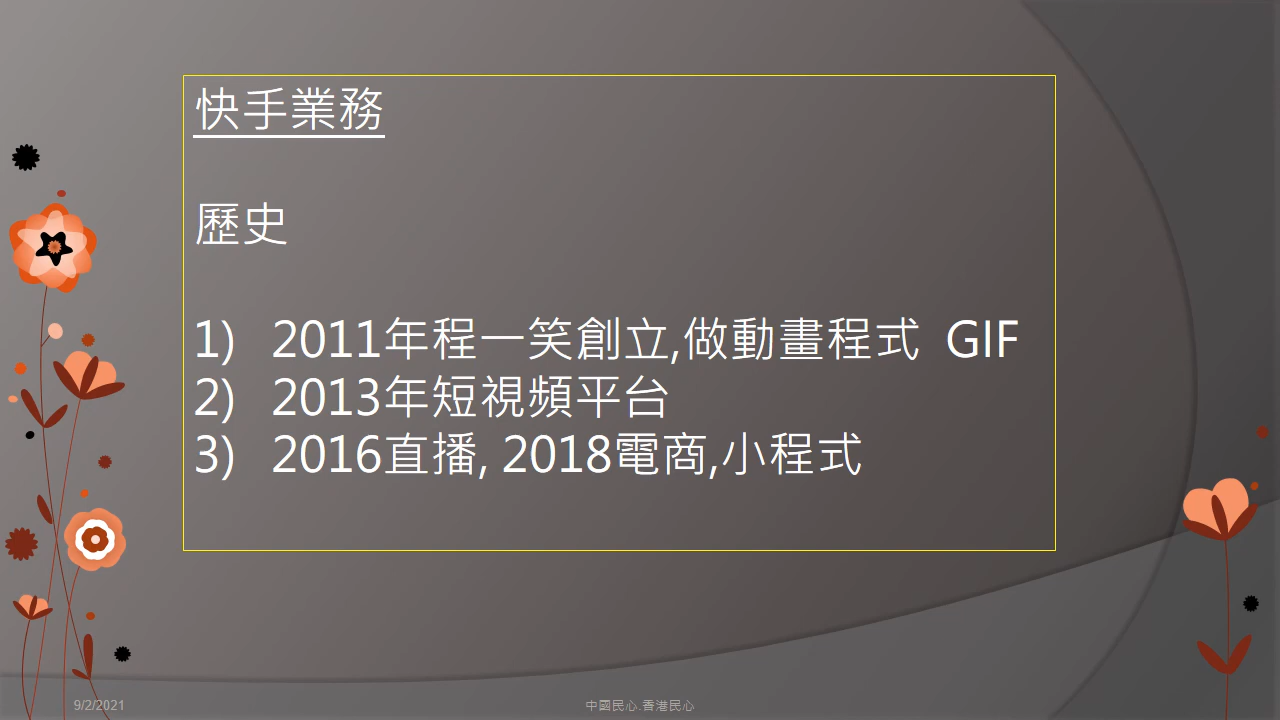 快手業務
歷史
1) 2011年程一笑創立,做動畫程式 GIF
2) 2013年短視頻平台
3) 2016直播, 2018電商,小程式
9/2/2021
中國民心.香港民心